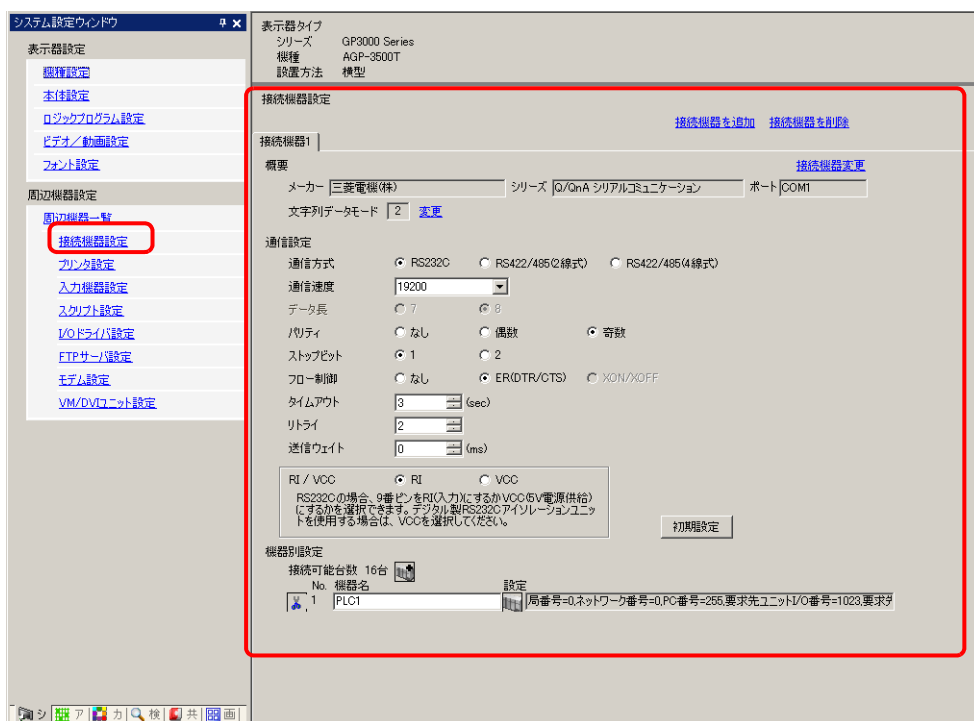 システム設定ウィンドウ
表示器設定
機種設定
本体設定
ロジックプログラム設定
ビデオ／動画設定
フォント設定
周辺機器設定
周辺機器一覧
接続機器設定
プリンタ設定
入力機器設定
スクリプト設定
I/Oドライバ設定
FTPサーバ設定
モデム設定
VM/DVIユニット設定
シ ア カ 検 共 画
表示器タイプ
シリーズ GP3000 Series
機種 AGP-3500T
設置方法 横型
接続機器設定
接続機器を追加 接続機器を削除
接続機器1
概要 接続機器変更
メーカー 三菱電機(株) シリーズ Q/QnA シリアルコミュニケーション ポート COM1
文字列データモード 2 変更
通信設定
通信方式 RS232C RS422/485(2線式) RS422/485(4線式)
通信速度 19200
データ長 7 8
パリティ なし 偶数 奇数
ストップビット 1 2
フロー制御 なし ER(DTR/CTS) XON/XOFF
タイムアウト 3 (sec)
リトライ 2
送信ウェイト 0 (ms)
RI / VCC RI VCC
RS232Cの場合、9番ピンをRI(入力)にするかVCC(5V電源供給)
にするかを選択できます。デジタル製RS232Cアイソレーションユニッ
トを使用する場合は、VCCを選択してください。
初期設定
機器別設定
接続可能台数 16台
No. 機器名 設定
1 PLC1 局番号=0,ネットワーク番号=0,PC番号=255,要求先ユニットI/O番号=1023,要求